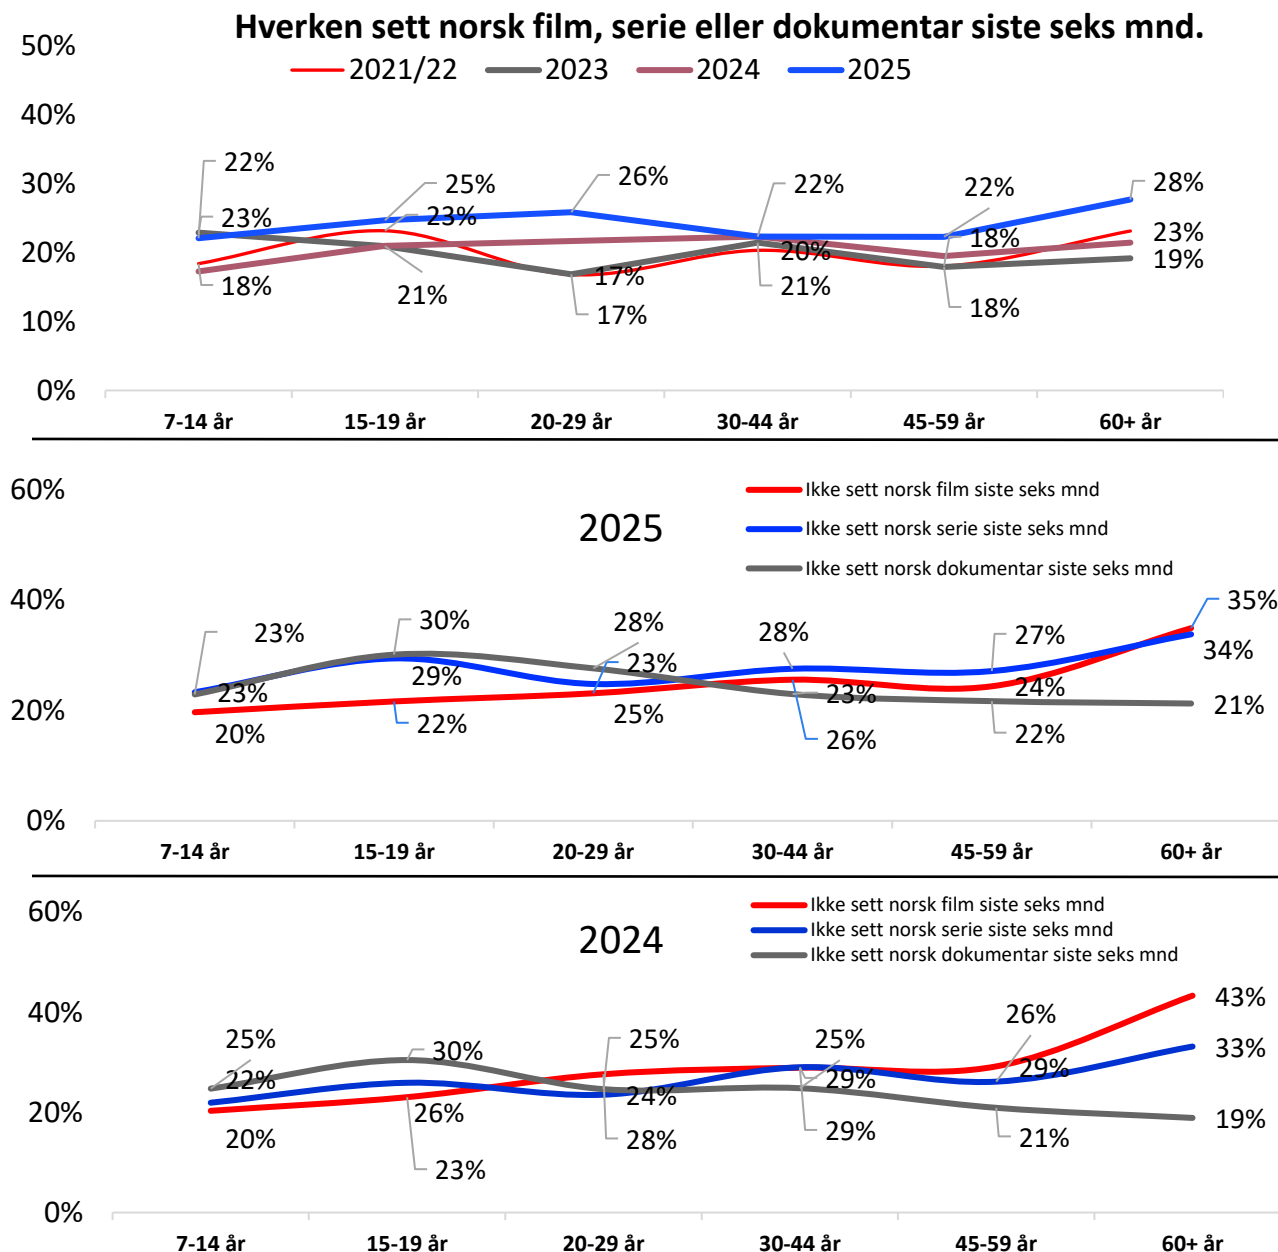 Hverken sett norsk film, serie eller dokumentar siste seks mnd.
2021/22 2023 2024 2025
50%
40%
30%
20%
10%
0%
22% 25% 26% 22% 22% 28%
23% 23% 18% 23%
18% 21% 17% 20% 19%
17% 21% 18%
7-14 år 15-19 år 20-29 år 30-44 år 45-59 år 60+ år
2025
Ikke sett norsk film siste seks mnd
Ikke sett norsk serie siste seks mnd
Ikke sett norsk dokumentar siste seks mnd
60%
40%
20%
0%
23% 30% 28% 28% 27% 35%
23% 29% 23% 23% 24% 34%
20% 22% 25% 26% 22% 21%
7-14 år 15-19 år 20-29 år 30-44 år 45-59 år 60+ år
2024
Ikke sett norsk film siste seks mnd
Ikke sett norsk serie siste seks mnd
Ikke sett norsk dokumentar siste seks mnd
60%
40%
20%
0%
25% 30% 25% 25% 26% 43%
22% 26% 24% 29% 29% 33%
20% 23% 28% 29% 21% 19%
7-14 år 15-19 år 20-29 år 30-44 år 45-59 år 60+ år